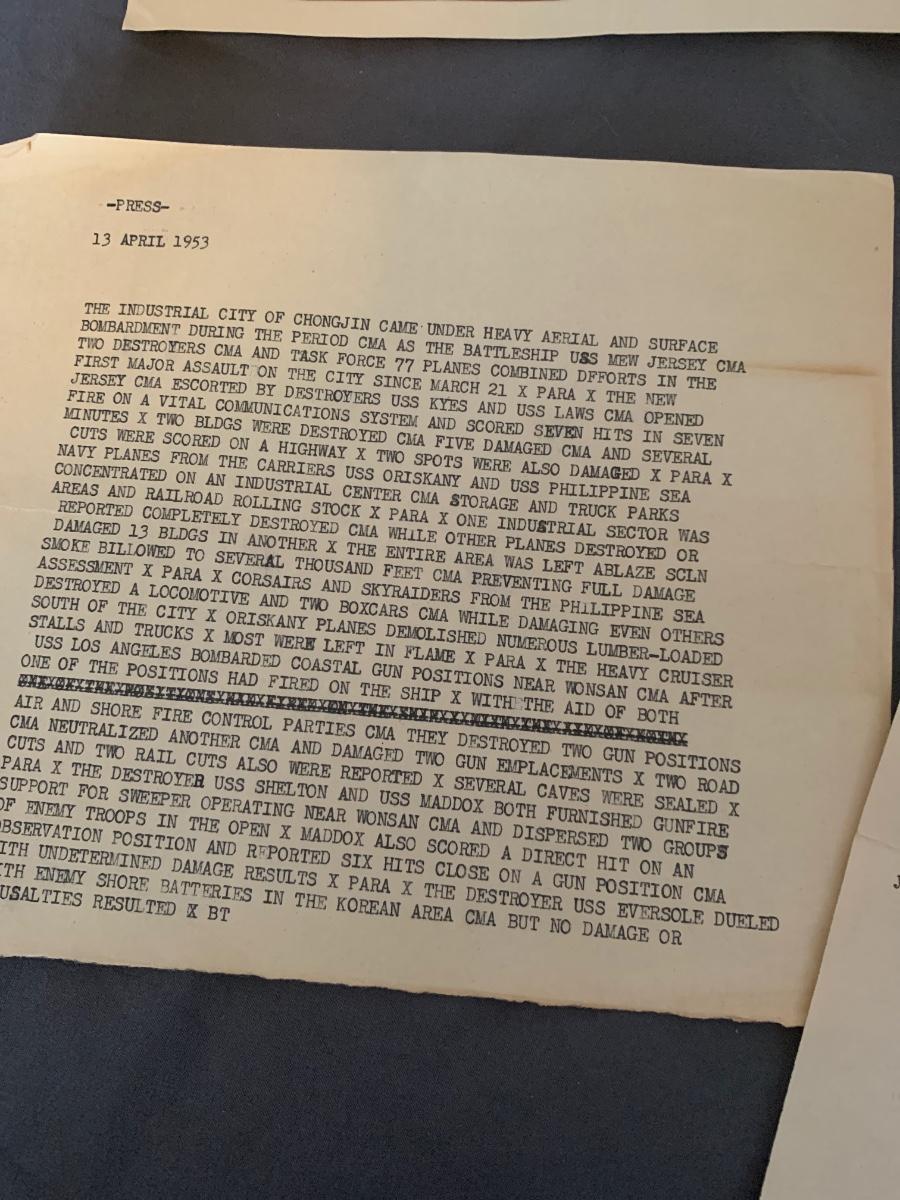 -PRESS-
13 APRIL 1953
THE INDUSTRIAL CITY OF CHONGJIN CAME UNDER HEAVY AERIAL AND SURFACE
BOMBARDMENT DURING THE PERIOD CMA AS THE BATTLESHIP USS MEW JERSEY CMA
TWO DESTROYERS CMA AND TASK FORCE 77 PLANES COMBINED DFFORTS IN THE
FIRST MAJOR ASSAULT ON THE CITY SINCE MARCH 21 X PARA X THE NEW
JERSEY CMA ESCORTED BY DESTROYERS USS KYES AND USS LAWS CMA OPENED
FIRE ON A VITAL COMMUNICATIONS SYSTEM AND SCORED SEVEN HITS IN SEVEN
MINUTES X TWO BLDGS WERE DESTROYED CMA FIVE DAMAGED CMA AND SEVERAL
CUTS WERE SCORED ON A HIGHWAY X TWO SPOTS WERE ALSO DAMAGED X PARA X
NAVY PLANES FROM THE CARRIERS USS ORISKANY AND USS PHILIPPINE SEA
CONCENTRATED ON AN INDUSTRIAL CENTER CMA STORAGE AND TRUCK PARKS
AREAS AND RAILROAD ROLLING STOCK X PARA X ONE INDUSTRIAL SECTOR WAS
REPORTED COMPLETELY DESTROYED CMA WHILE OTHER PLANES DESTROYED OR
DAMAGED 13 BLDGS IN ANOTHER X THE ENTIRE AREA WAS LEFT ABLAZE SCLN
SMOKE BILLOWED TO SEVERAL THOUSAND FEET CMA PREVENTING FULL DAMAGE
ASSESSMENT X PARA X CORSAIRS AND SKYRAIDERS FROM THE PHILIPPINE SEA
DESTROYED A LOCOMOTIVE AND TWO BOXCARS CMA WHILE DAMAGING EVEN OTHERS
SOUTH OF THE CITY X ORISKANY PLANES DEMOLISHED NUMEROUS LUMBER-LOADED
STALLS AND TRUCKS X MOST WERE LEFT IN FLAME X PARA X THE HEAVY CRUISER
USS LOS ANGELES BOMBARDED COASTAL GUN POSITIONS NEAR WONSAN CMA AFTER
ONE OF THE POSITIONS HAD FIRED ON THE SHIP X WITH THE AID OF BOTH
AIR AND SHORE FIRE CONTROL PARTIES CMA THEY DESTROYED TWO GUN POSITIONS
CMA NEUTRALIZED ANOTHER CMA AND DAMAGED TWO GUN EMPLACEMENTS X TWO ROAD
CUTS AND TWO RAIL CUTS ALSO WERE REPORTED X SEVERAL CAVES WERE SEALED X
PARA X THE DESTROYER USS SHELTON AND USS MADDOX BOTH FURNISHED GUNFIRE
SUPPORT FOR SWEEPER OPERATING NEAR WONSAN CMA AND DISPERSED TWO GROUPS
OF ENEMY TROOPS IN THE OPEN X MADDOX ALSO SCORED A DIRECT HIT ON AN
OBSERVATION POSITION AND REPORTED SIX HITS CLOSE ON A GUN POSITION CMA
ITH UNDETERMINED DAMAGE RESULTS X PARA X THE DESTROYER USS EVERSOLE DUELED
ITH ENEMY SHORE BATTERIES IN THE KOREAN AREA CMA BUT NO DAMAGE OR
USALTIES RESULTED X BT